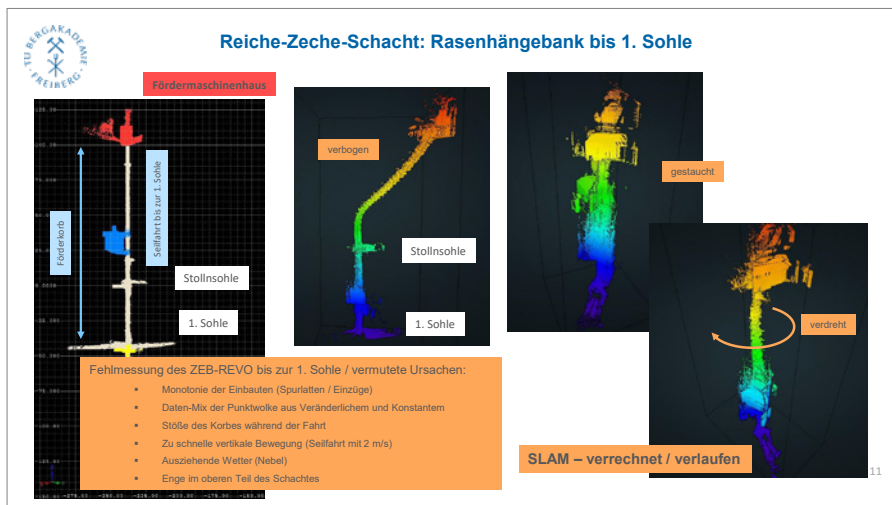 TU BERGAKADEMIE
FREIBERG
Reiche-Zeche-Schacht: Rasenhängebank bis 1. Sohle
Fördermaschinenhaus
Förderkorb
Seilfahrt bis zur 1. Sohle
Stollnsohle
1. Sohle
verbogen
Stollnsohle
1. Sohle
gestaucht
verdreht
Fehlmessung des ZEB-REVO bis zur 1. Sohle / vermutete Ursachen:
▪ Monotonie der Einbauten (Spurlatten / Einzüge)
▪ Daten-Mix der Punktwolke aus Veränderlichem und Konstantem
▪ Stöße des Korbes während der Fahrt
▪ Zu schnelle vertikale Bewegung (Seilfahrt mit 2 m/s)
▪ Ausziehende Wetter (Nebel)
▪ Enge im oberen Teil des Schachtes
SLAM – verrechnet / verlaufen
11